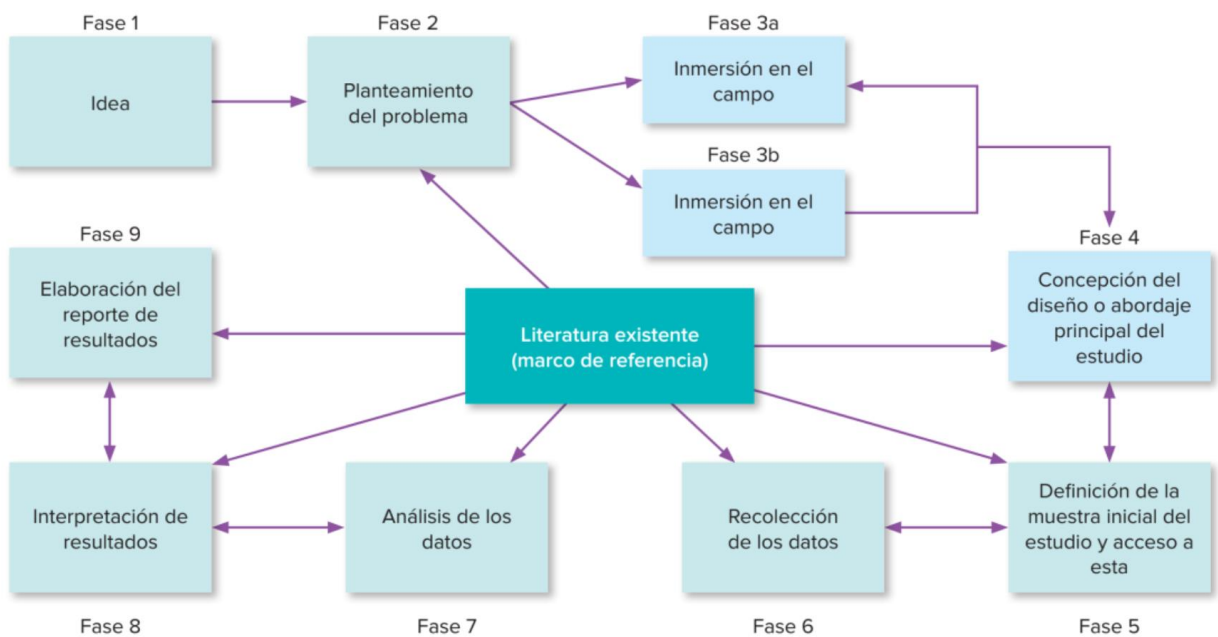 Fase 1
Idea
Fase 2
Planteamiento
del problema
Fase 3a
Inmersión en el
campo
Fase 3b
Inmersión en el
campo
Fase 4
Concepción del
diseño o abordaje
principal del
estudio
Fase 9
Elaboración del
reporte de
resultados
Literatura existente
(marco de referencia)
Interpretación de
resultados
Fase 8
Análisis de los
datos
Fase 7
Recolección
de los datos
Fase 6
Definición de la
muestra inicial del
estudio y acceso a
esta
Fase 5